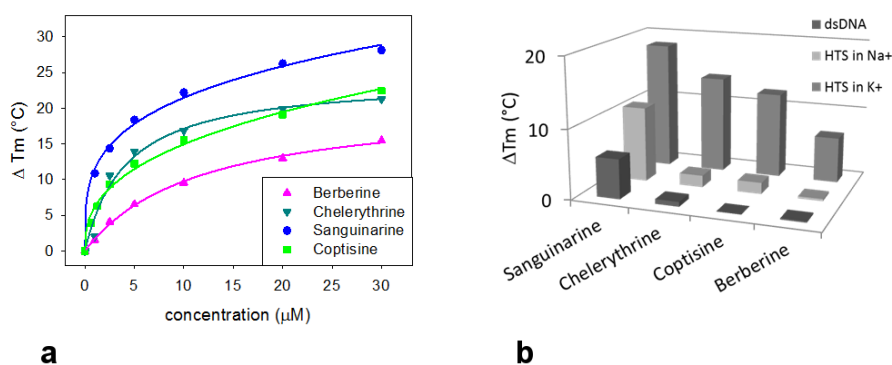 Δ Tm (°C)
30
25
20
15
10
5
0
0
5
10
15
20
25
30
concentration (μM)
Berberine
Chelerythrine
Sanguinarine
Coptisine
a
ΔTm (°C)
20
10
0
dsDNA
HTS in Na+
HTS in K+
Sanguinarine
Chelerythrine
Coptisine
Berberine
b